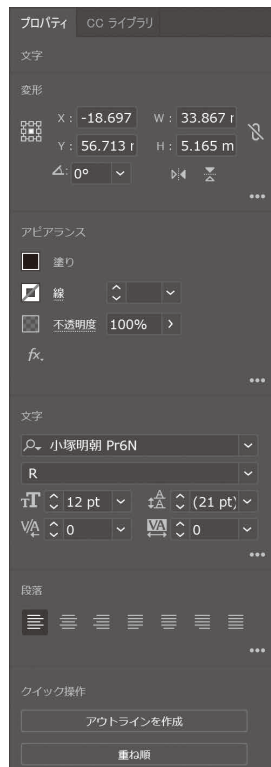 プロパティ CC ライブラリ
文字
変形
X: -18.697 W: 33.867 r
Y: 56.713 r H: 5.165 m
0°
アピアランス
塗り
線
不透明度 100%
fx.
文字
小塚明朝 Pr6N
R
12 pt (21 pt)
0 0
段落
クイック操作
アウトラインを作成
重ね順